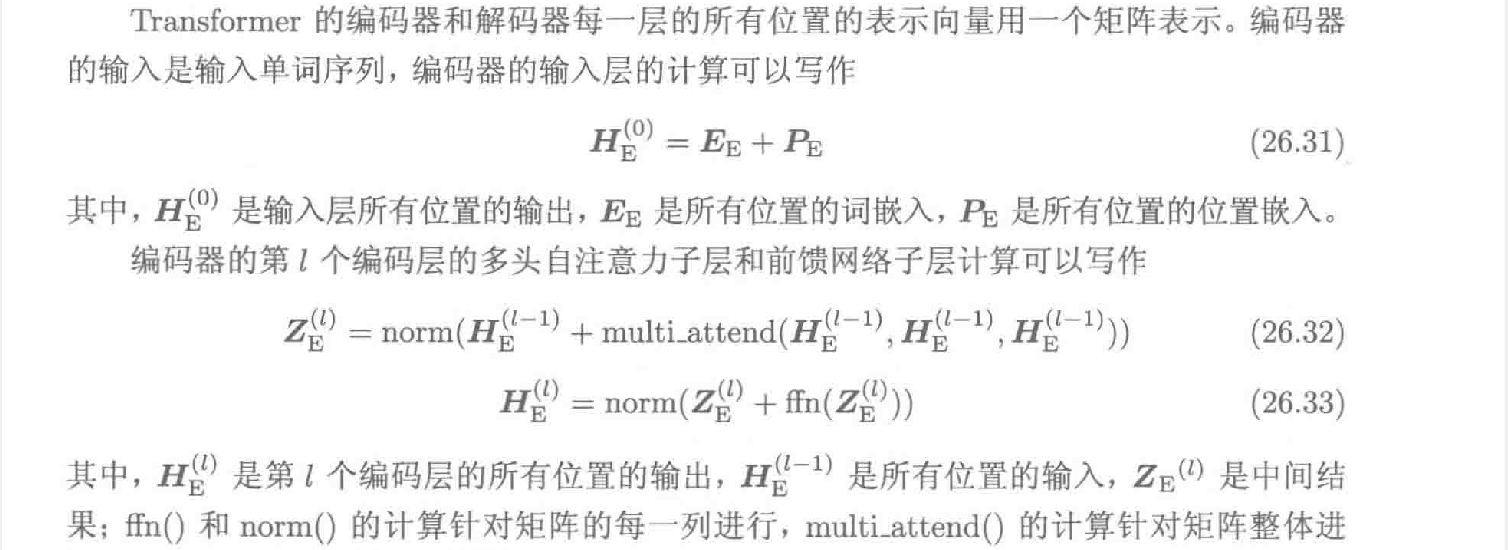 Transformer 的编码器和解码器每一层的所有位置的表示向量用一个矩阵表示。编码器
的输入是输入单词序列, 编码器的输入层的计算可以写作
$\boldsymbol{H}_{\mathrm{E}}^{(0)} = \boldsymbol{E}_{\mathrm{E}} + \boldsymbol{P}_{\mathrm{E}}$ (26.31)
其中, $\boldsymbol{H}_{\mathrm{E}}^{(0)}$ 是输入层所有位置的输出, $\boldsymbol{E}_{\mathrm{E}}$ 是所有位置的词嵌入, $\boldsymbol{P}_{\mathrm{E}}$ 是所有位置的位置嵌入。
编码器的第 $l$ 个编码层的多头自注意力子层和前馈网络子层计算可以写作
$\boldsymbol{Z}_{\mathrm{E}}^{(l)} = \mathrm{norm}(\boldsymbol{H}_{\mathrm{E}}^{(l-1)} + \mathrm{multi\_attend}(\boldsymbol{H}_{\mathrm{E}}^{(l-1)}, \boldsymbol{H}_{\mathrm{E}}^{(l-1)}, \boldsymbol{H}_{\mathrm{E}}^{(l-1)}))$ (26.32)
$\boldsymbol{H}_{\mathrm{E}}^{(l)} = \mathrm{norm}(\boldsymbol{Z}_{\mathrm{E}}^{(l)} + \mathrm{ffn}(\boldsymbol{Z}_{\mathrm{E}}^{(l)}))$ (26.33)
其中, $\boldsymbol{H}_{\mathrm{E}}^{(l)}$ 是第 $l$ 个编码层的所有位置的输出, $\boldsymbol{H}_{\mathrm{E}}^{(l-1)}$ 是所有位置的输入, $\boldsymbol{Z}_{\mathrm{E}}{}^{(l)}$ 是中间结
果; ffn() 和 norm() 的计算针对矩阵的每一列进行, multi_attend() 的计算针对矩阵整体进